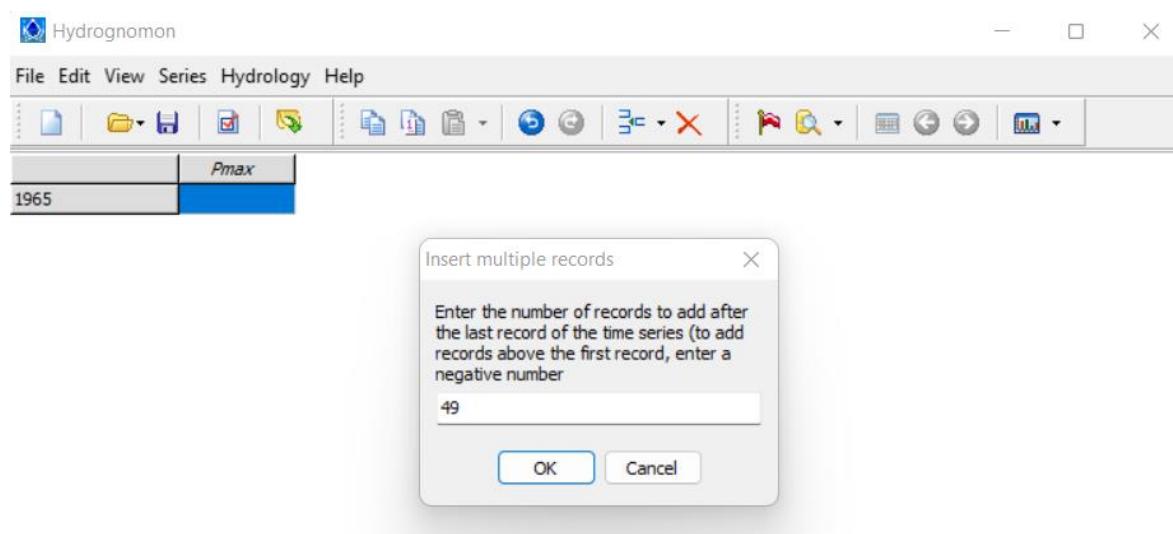 Hydrognomon
File Edit View Series Hydrology Help
Pmax
1965
Insert multiple records
Enter the number of records to add after
the last record of the time series (to add
records above the first record, enter a
negative number
49
OK Cancel